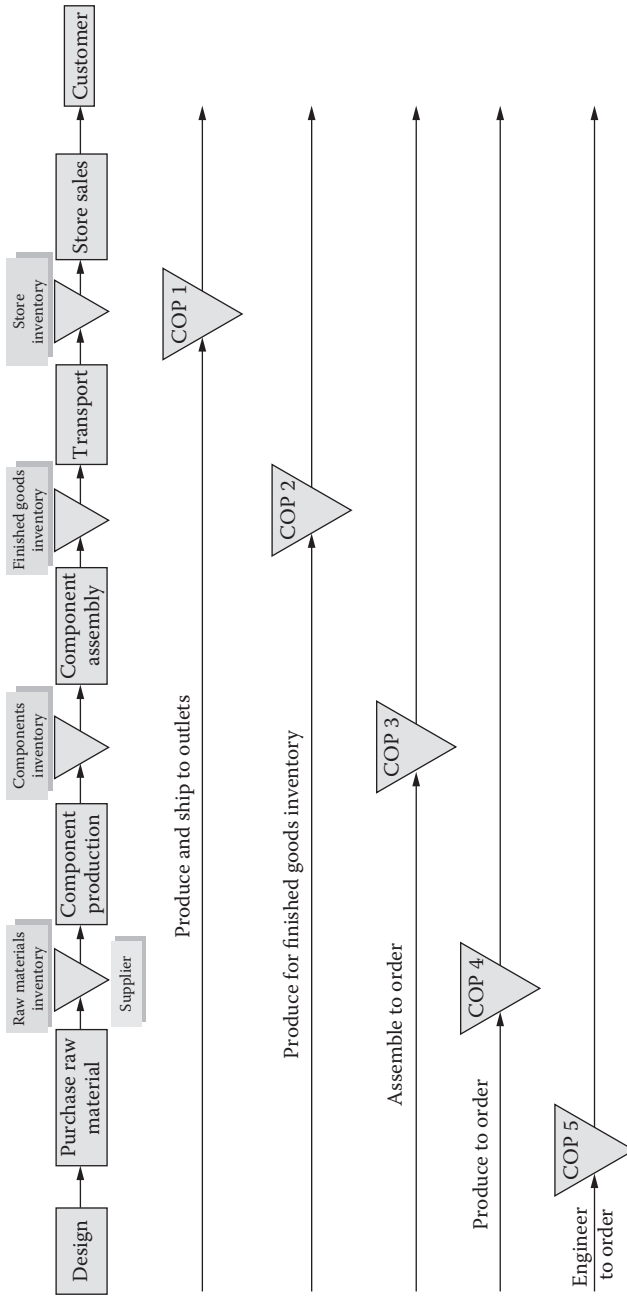 Raw materials
inventory
Components
inventory
Finished goods
inventory
Store
inventory
Design
Purchase raw
material
Component
production
Component
assembly
Transport
Store sales
Customer
Supplier
Produce and ship to outlets
COP 1
Produce for finished goods inventory
COP 2
Assemble to order
COP 3
Produce to order
COP 4
Engineer
to order
COP 5